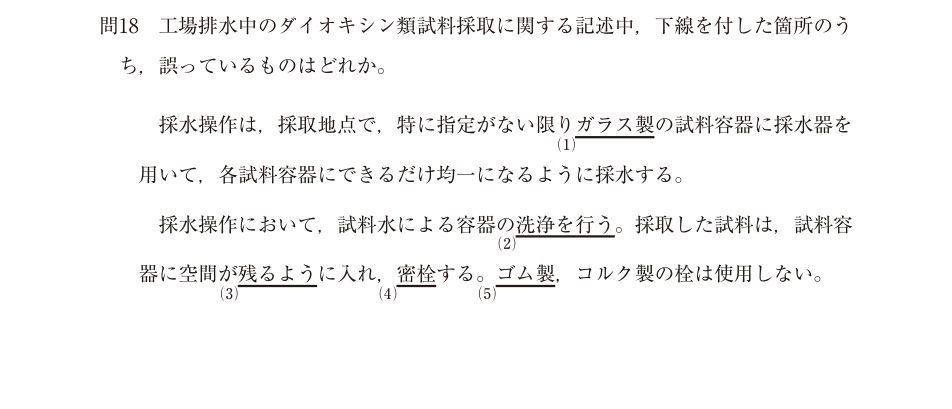 問18 工場排水中のダイオキシン類試料採取に関する記述中，下線を付した箇所のう
ち，誤っているものはどれか。
採水操作は，採取地点で，特に指定がない限りガラス製の試料容器に採水器を
(1)
用いて，各試料容器にできるだけ均一になるように採水する。
採水操作において，試料水による容器の洗浄を行う。採取した試料は，試料容
(2)
器に空間が残るように入れ，密栓する。ゴム製，コルク製の栓は使用しない。
(3) (4) (5)